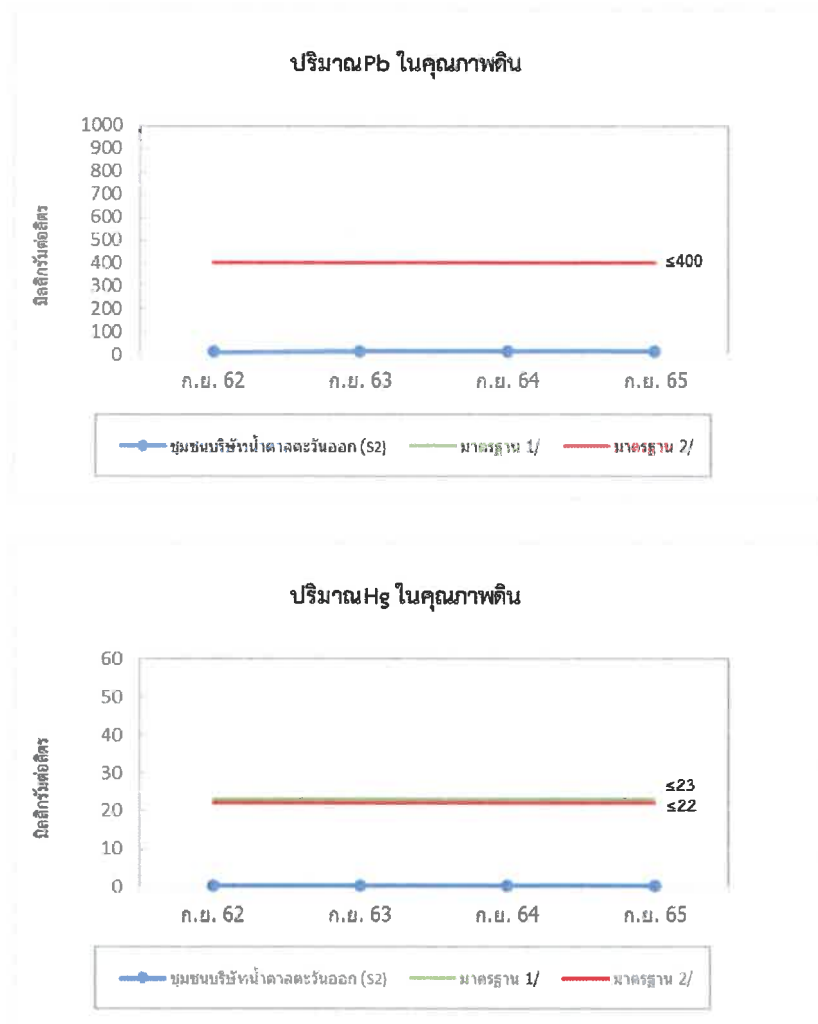 ปริมาณPb ในคุณภาพดิน
มิลลิกรัมต่อลิตร
1000
900
800
700
600
500
400
300
200
100
0
≤400
ก.ย. 62 ก.ย. 63 ก.ย. 64 ก.ย. 65
ชุมชนบริษัทน้ำตาลตะวันออก (S2) มาตรฐาน 1/ มาตรฐาน 2/
ปริมาณHg ในคุณภาพดิน
มิลลิกรัมต่อลิตร
60
50
40
30
20
10
0
≤23
≤22
ก.ย. 62 ก.ย. 63 ก.ย. 64 ก.ย. 65
ชุมชนบริษัทน้ำตาลตะวันออก (S2) มาตรฐาน 1/ มาตรฐาน 2/